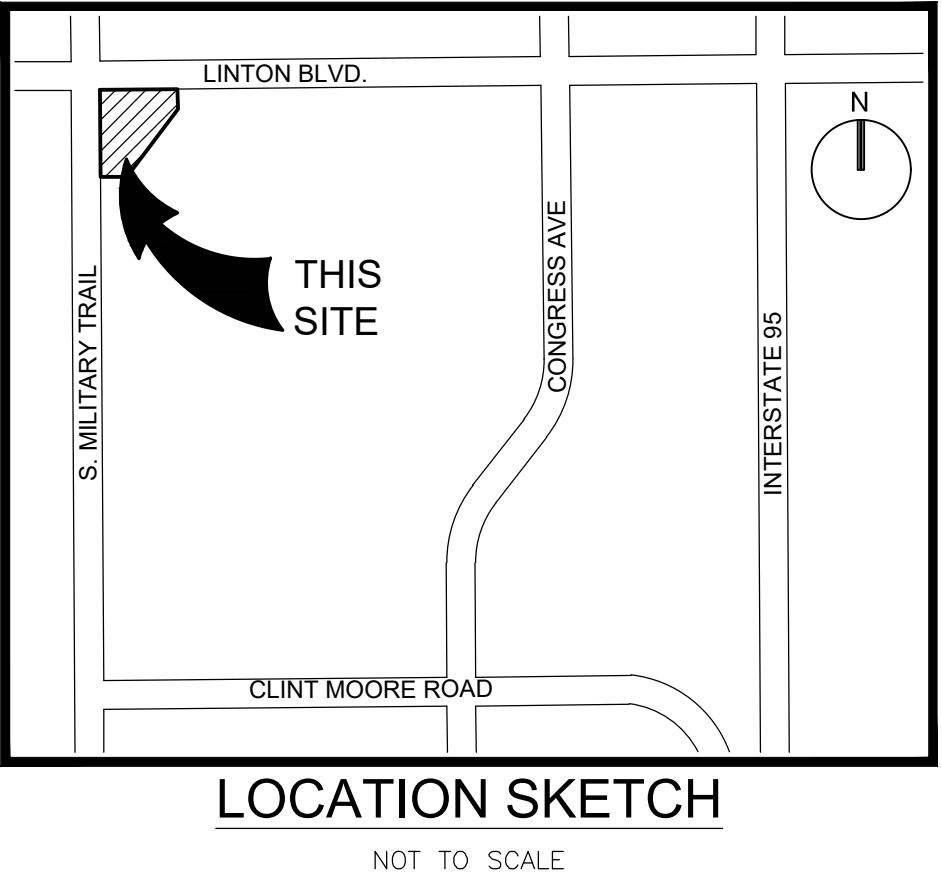 LINTON BLVD.
N
THIS
SITE
S. MILITARY TRAIL
CONGRESS AVE
INTERSTATE 95
CLINT MOORE ROAD
LOCATION SKETCH
NOT TO SCALE